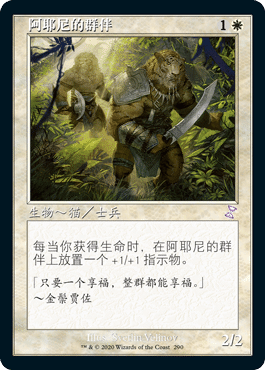 阿耶尼的群伴 1
生物～猫／士兵
每当你获得生命时，在阿耶尼的群
伴上放置一个 +1/+1 指示物。
「只要一个享福，整群都能享福。」
～金鬃贾佐
™ & © 2020 Wizards of the Coast 290
2/2